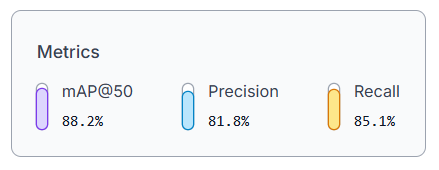 Metrics
mAP@50 Precision Recall
88.2% 81.8% 85.1%